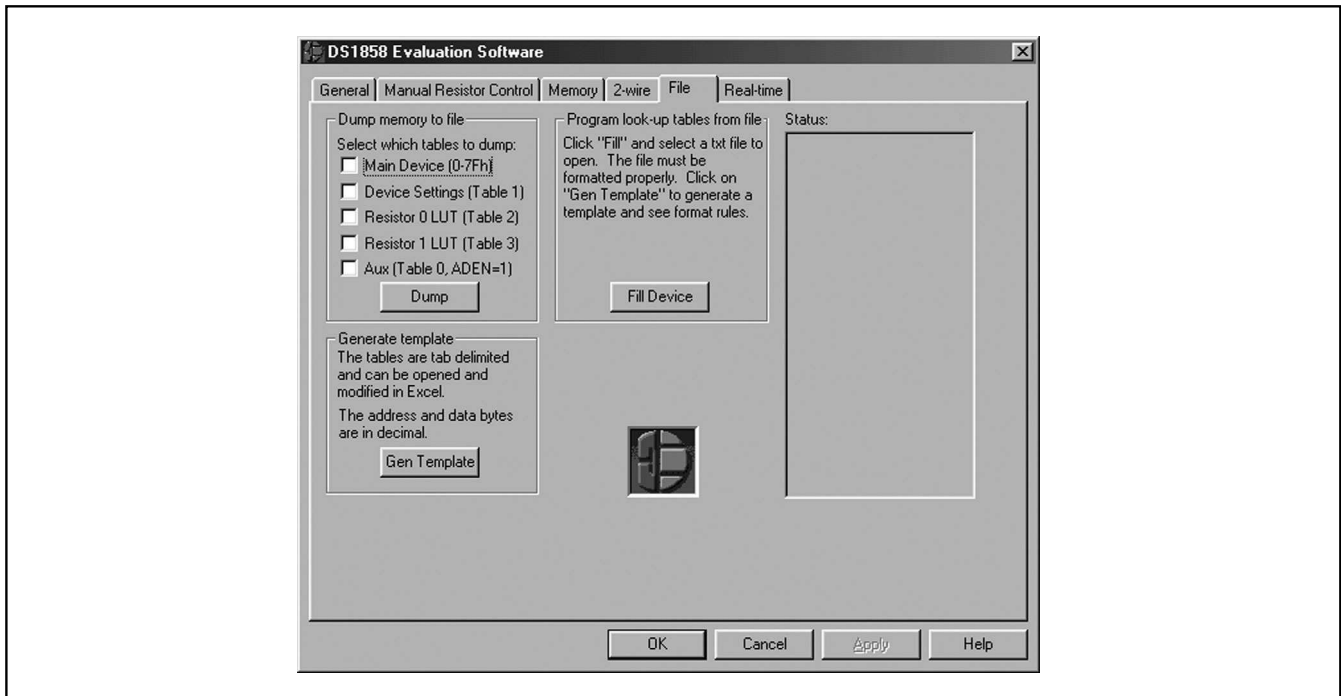 DS1858 Evaluation Software
General
Manual Resistor Control
Memory
2-wire
File
Real-time
Dump memory to file
Select which tables to dump:
Main Device (0-7Fh)
Device Settings (Table 1)
Resistor 0 LUT (Table 2)
Resistor 1 LUT (Table 3)
Aux (Table 0, ADEN=1)
Dump
Program look-up tables from file
Click "Fill" and select a txt file to
open. The file must be
formatted properly. Click on
"Gen Template" to generate a
template and see format rules.
Fill Device
Status:
Generate template
The tables are tab delimited
and can be opened and
modified in Excel.
The address and data bytes
are in decimal.
Gen Template
OK
Cancel
Apply
Help